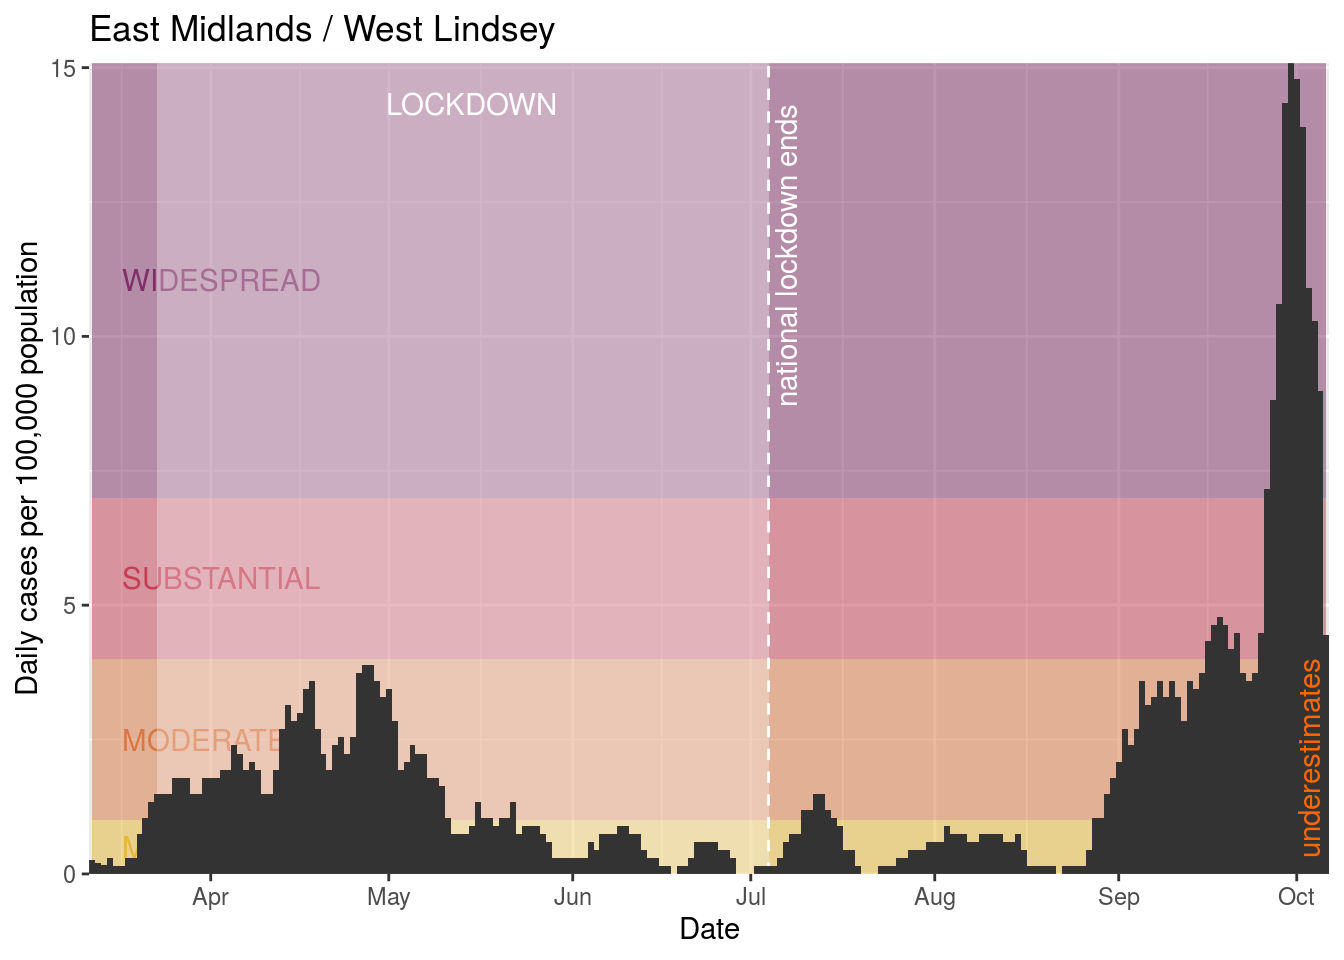 East Midlands / West Lindsey
15
LOCKDOWN
national lockdown ends
WIDESPREAD
10
Daily cases per 100,000 population
SUBSTANTIAL
5
MODERATE
underestimates
0
Apr
May
Jun
Jul
Aug
Sep
Oct
Date